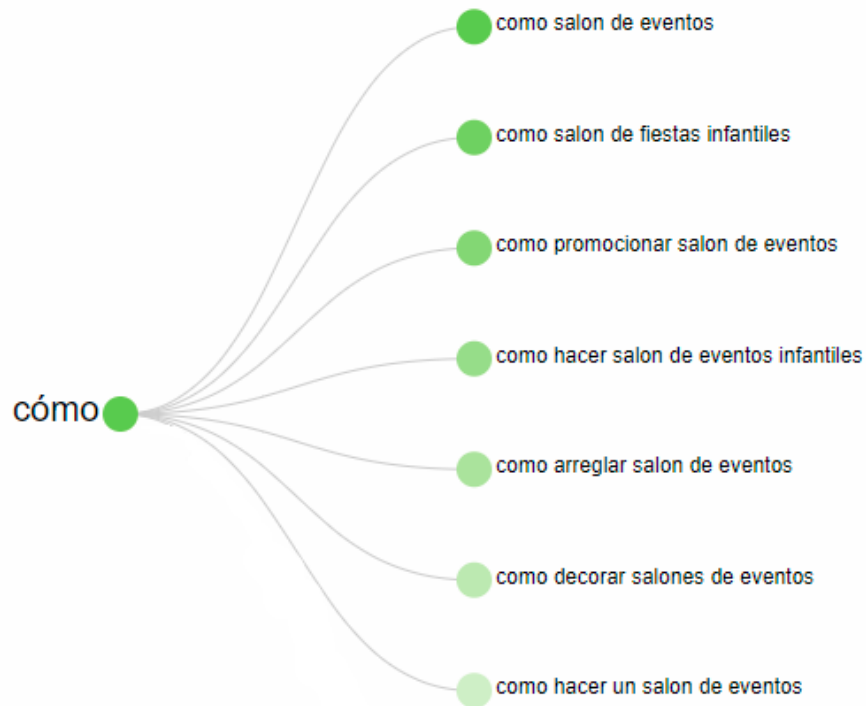 como salon de eventos
como salon de fiestas infantiles
como promocionar salon de eventos
como hacer salon de eventos infantiles
cómo
como arreglar salon de eventos
como decorar salones de eventos
como hacer un salon de eventos